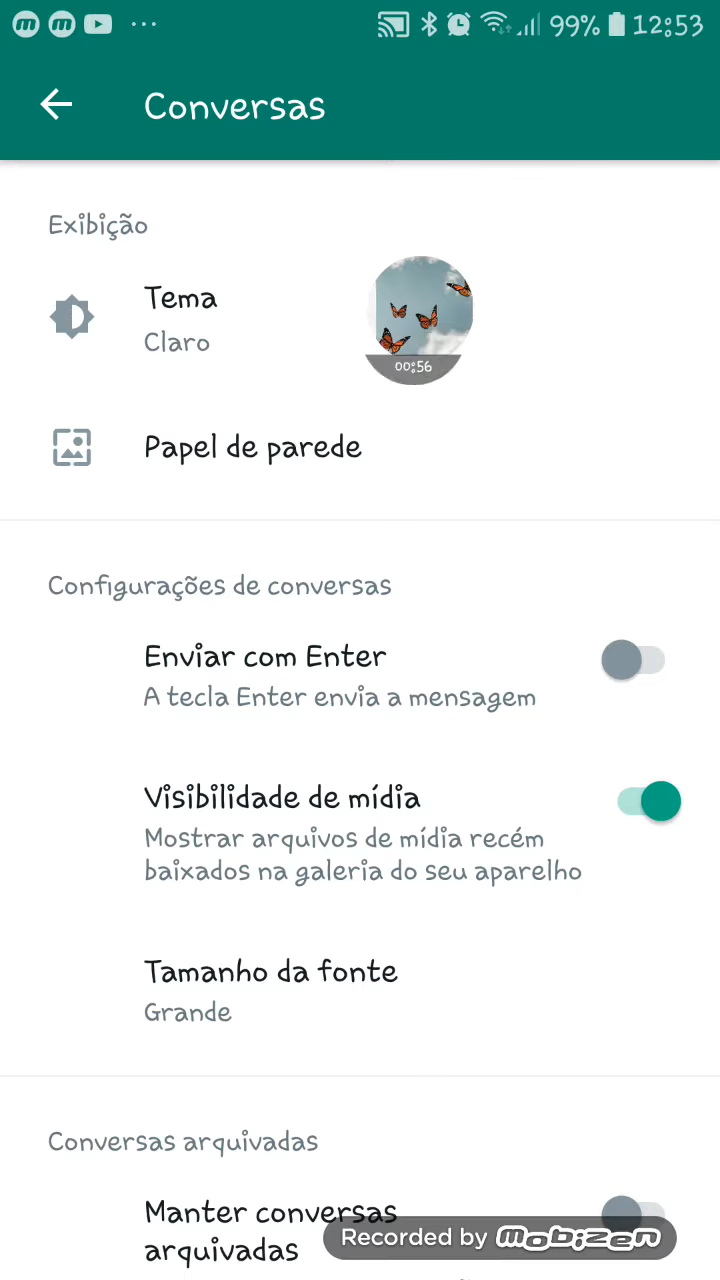 99% 12:53
Conversas
Exibição
Tema
Claro
00:56
Papel de parede
Configurações de conversas
Enviar com Enter
A tecla Enter envia a mensagem
Visibilidade de mídia
Mostrar arquivos de mídia recém
baixados na galeria do seu aparelho
Tamanho da fonte
Grande
Conversas arquivadas
Manter conversas
arquivadas
Recorded by mobizen